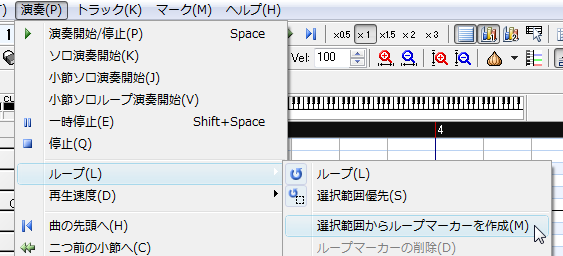 演奏(P) トラック(K) マーク(M) ヘルプ(H)
演奏開始/停止(P) Space
ソロ演奏開始(K)
小節ソロ演奏開始(J)
小節ソロループ演奏開始(V)
一時停止(E) Shift+Space
停止(Q)
ループ(L)
再生速度(D)
曲の先頭へ(H)
二つ前の小節へ(C)
x0.5 x1 x1.5 x2 x3
Vel: 100
4
ループ(L)
選択範囲優先(S)
選択範囲からループマーカーを作成(M)
ループマーカーの削除(D)